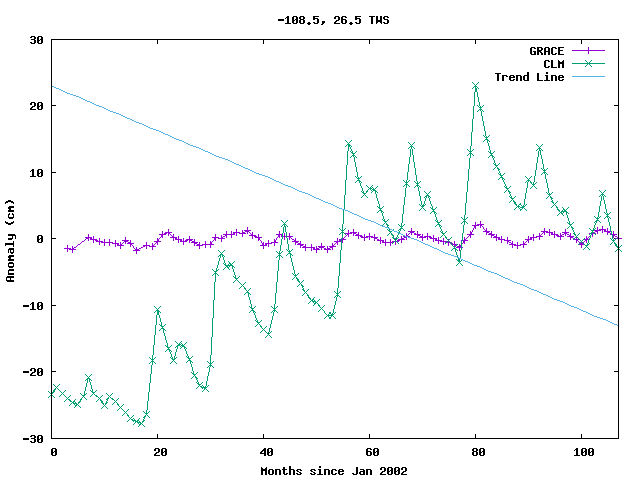 -108.5, 26.5 TWS
GRACE
CLM
Trend Line
30
20
10
0
-10
-20
-30
Anomaly (cm)
0 20 40 60 80 100
Months since Jan 2002